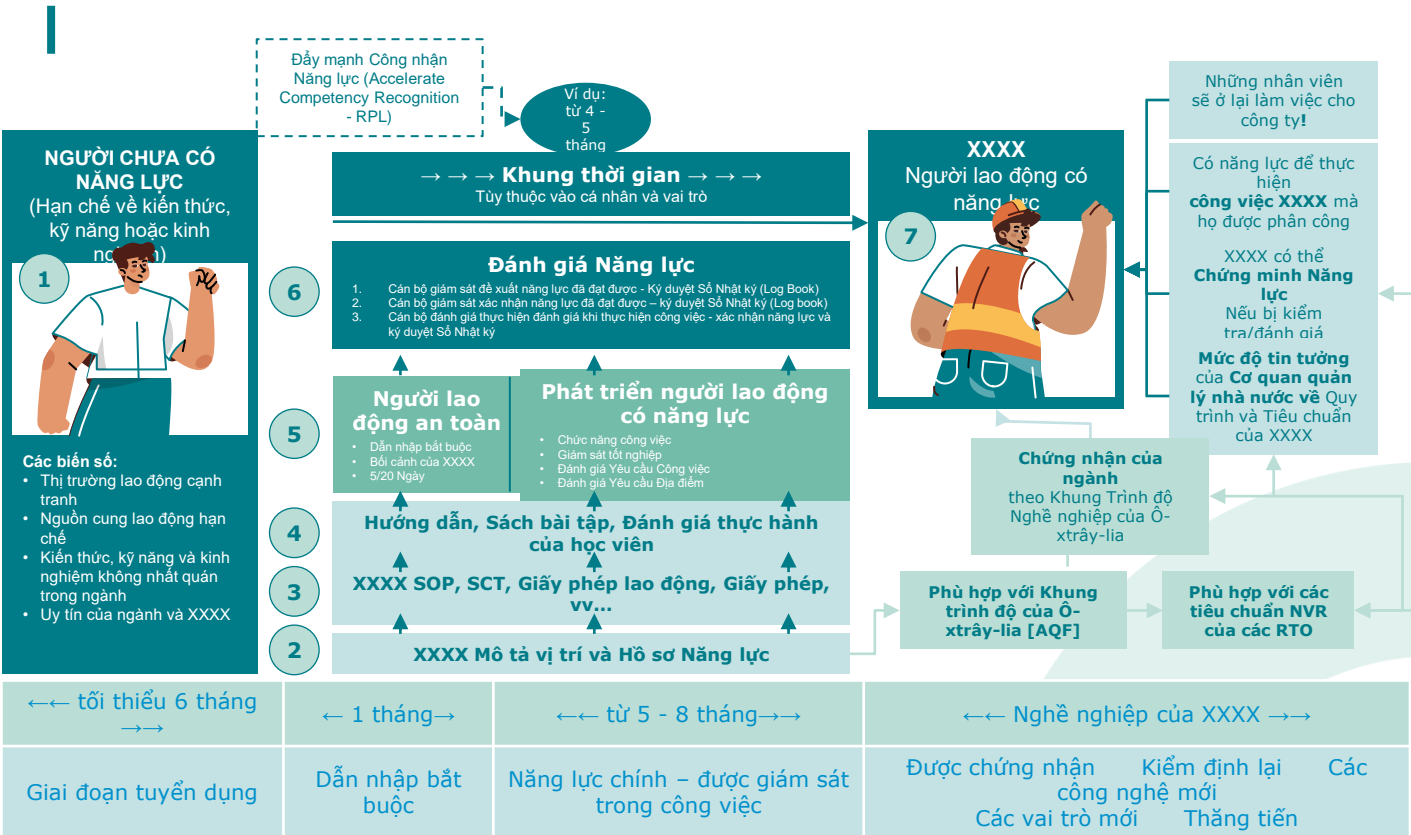 Đẩy mạnh Công nhận
Năng lực (Accelerate
Competency Recognition
- RPL)
Ví dụ:
từ 4 -
5
tháng
NGƯỜI CHƯA CÓ
NĂNG LỰC
(Hạn chế về kiến thức,
kỹ năng hoặc kinh
1
Các biến số:
• Thị trường lao động cạnh
tranh
• Nguồn cung lao động hạn
chế
• Kiến thức, kỹ năng và kinh
nghiệm không nhất quán
trong ngành
• Uy tín của ngành và XXXX
→ → → Khung thời gian → → →
Tùy thuộc vào cá nhân và vai trò
6
Đánh giá Năng lực
1. Cán bộ giám sát đề xuất năng lực đã đạt được - Ký duyệt Sổ Nhật ký (Log Book)
2. Cán bộ giám sát xác nhận năng lực đã đạt được – ký duyệt Sổ Nhật ký (Log book)
3. Cán bộ đánh giá thực hiện đánh giá khi thực hiện công việc - xác nhận năng lực và
ký duyệt Sổ Nhật ký
5
Người lao
động an toàn
• Dẫn nhập bắt buộc
• Bối cảnh của XXXX
• 5/20 Ngày
Phát triển người lao động
có năng lực
• Chức năng công việc
• Giám sát tốt nghiệp
• Đánh giá Yêu cầu Công việc
• Đánh giá Yêu cầu Địa điểm
4
Hướng dẫn, Sách bài tập, Đánh giá thực hành
của học viên
3
XXXX SOP, SCT, Giấy phép lao động, Giấy phép,
vv...
2
XXXX Mô tả vị trí và Hồ sơ Năng lực
XXXX
Người lao động có
năng lực
7
Những nhân viên
sẽ ở lại làm việc cho
công ty!
Có năng lực để thực
hiện
công việc XXXX mà
họ được phân công
XXXX có thể
Chứng minh Năng
lực
Nếu bị kiểm
tra/đánh giá
Mức độ tin tưởng
của Cơ quan quản
lý nhà nước về Quy
trình và Tiêu chuẩn
của XXXX
Chứng nhận của
ngành
theo Khung Trình độ
Nghề nghiệp của Ô-
xtrây-lia
Phù hợp với Khung
trình độ của Ô-
xtrây-lia [AQF]
Phù hợp với các
tiêu chuẩn NVR
của các RTO
←← tối thiểu 6 tháng
→→
← 1 tháng→
←← từ 5 - 8 tháng→→
←← Nghề nghiệp của XXXX →→
Giai đoạn tuyển dụng
Dẫn nhập bắt
buộc
Năng lực chính – được giám sát
trong công việc
Được chứng nhận Kiểm định lại Các
công nghệ mới
Các vai trò mới Thăng tiến